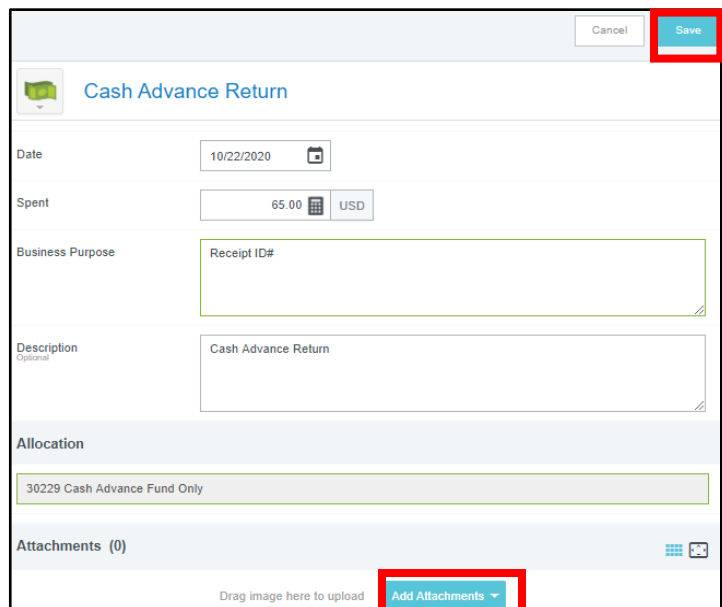 Cancel Save
Cash Advance Return
Date 10/22/2020
Spent 65.00 USD
Business Purpose Receipt ID#
Description Cash Advance Return
Optional
Allocation
30229 Cash Advance Fund Only
Attachments (0)
Drag image here to upload Add Attachments